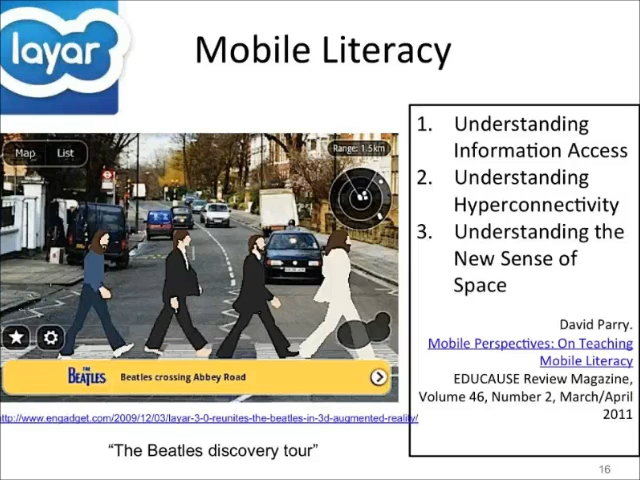 layar
Mobile Literacy
Map
List
Range: 1.5km
THE BEATLES
Beatles crossing Abbey Road
http://www.engadget.com/2009/12/03/layar-3-0-reunites-the-beatles-in-3d-augmented-reality/
“The Beatles discovery tour”
1. Understanding
Information Access
2. Understanding
Hyperconnectivity
3. Understanding the
New Sense of
Space
David Parry.
Mobile Perspectives: On Teaching
Mobile Literacy
EDUCAUSE Review Magazine,
Volume 46, Number 2, March/April
2011
16